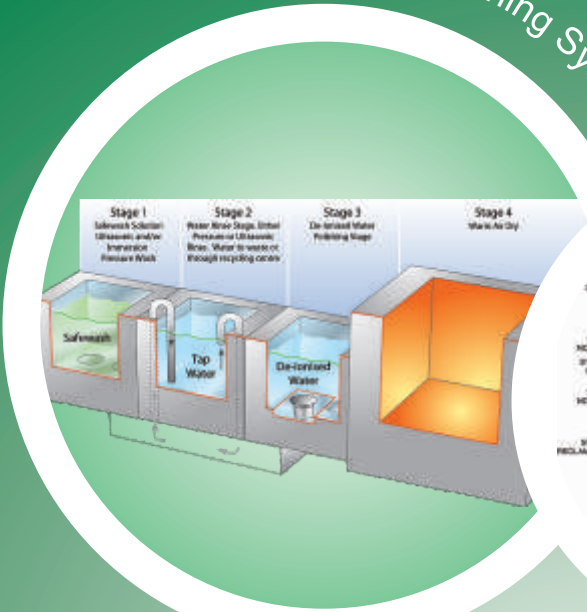 ning Sy
Stage 1
Safewash Solution
Ultrasonic and/or
Immersion
Pressure Wash
Stage 2
Water Rinse Stage. Either
Pressure or Ultrasonic
Rinse. Water to waste or
through recycling centre
Stage 3
De-Ionised Water
Polishing Stage
Stage 4
Warm Air Dry
Safewash
Tap
Water
De-ionised
Water